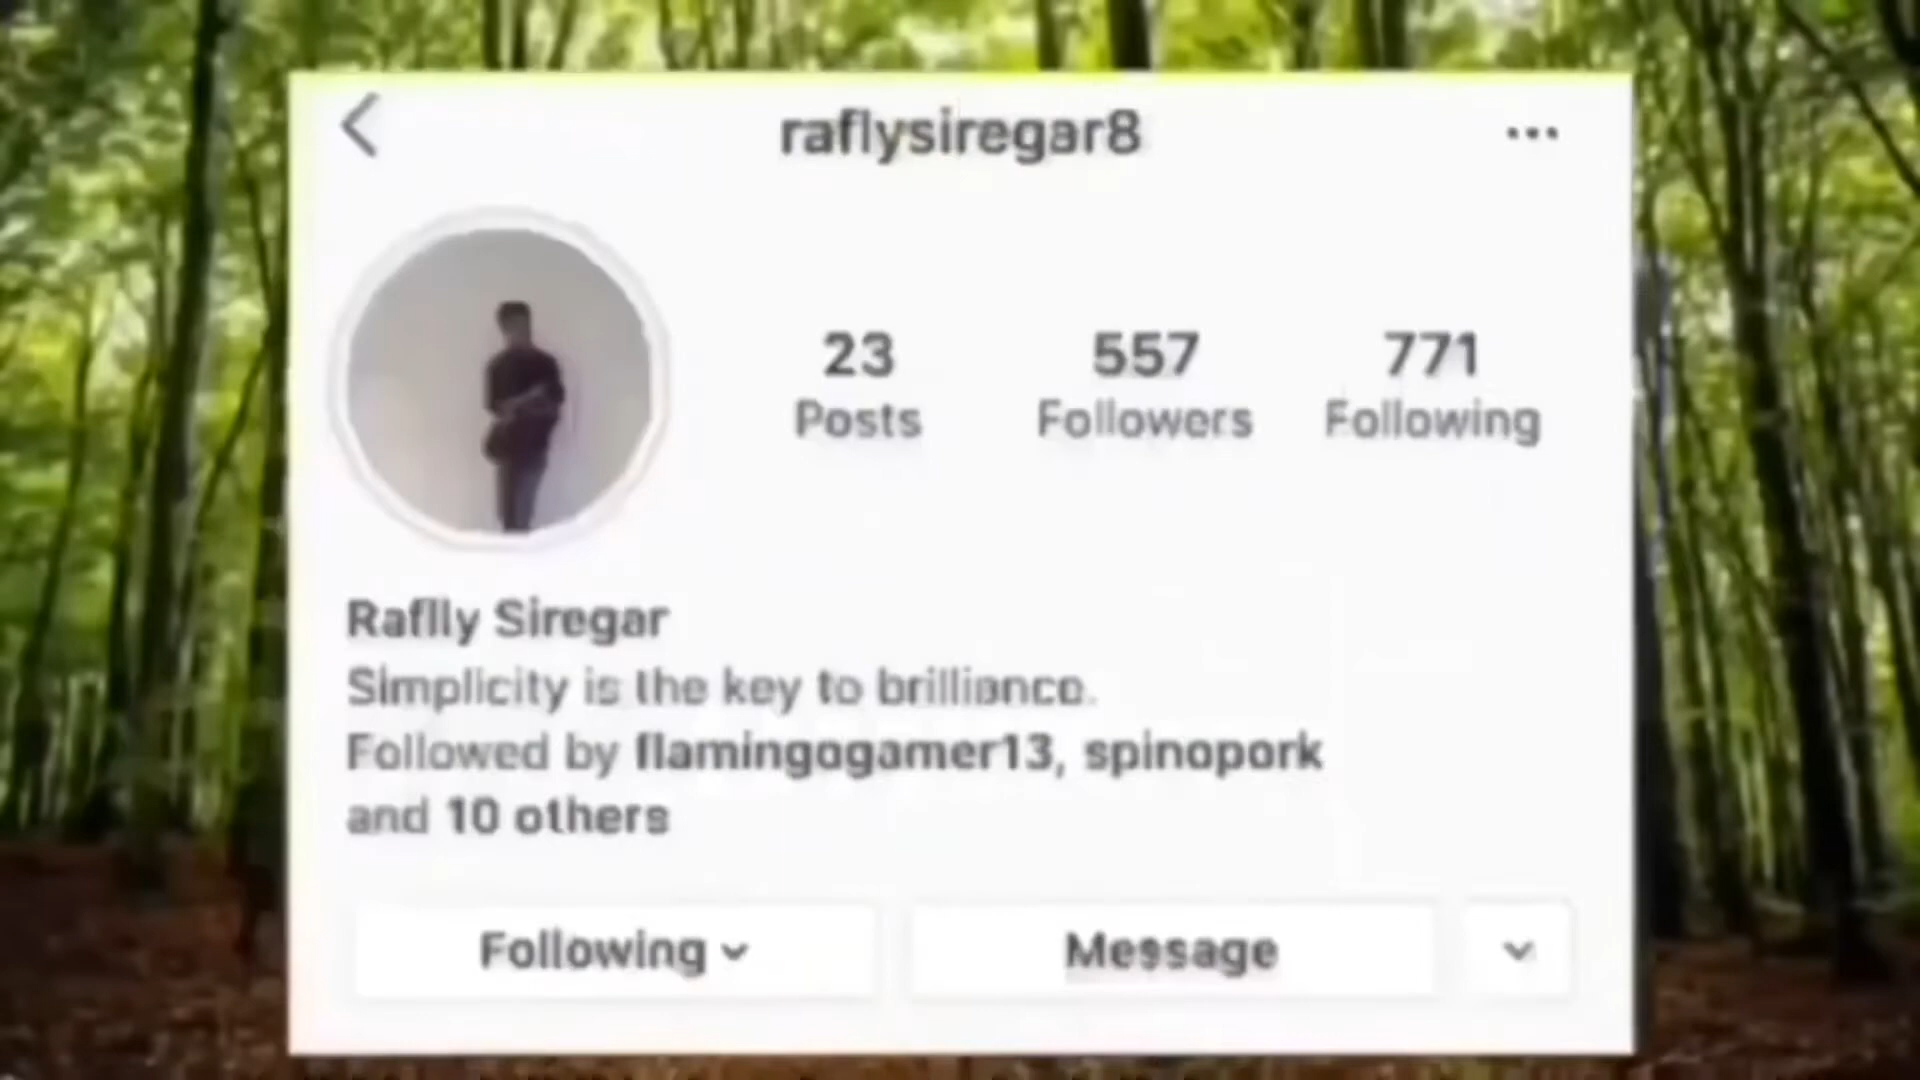 raflysiregar8
23 557 771
Posts Followers Following
Raflly Siregar
Simplicity is the key to brilliance.
Followed by flamingogamer13, spinopork
and 10 others
Following Message